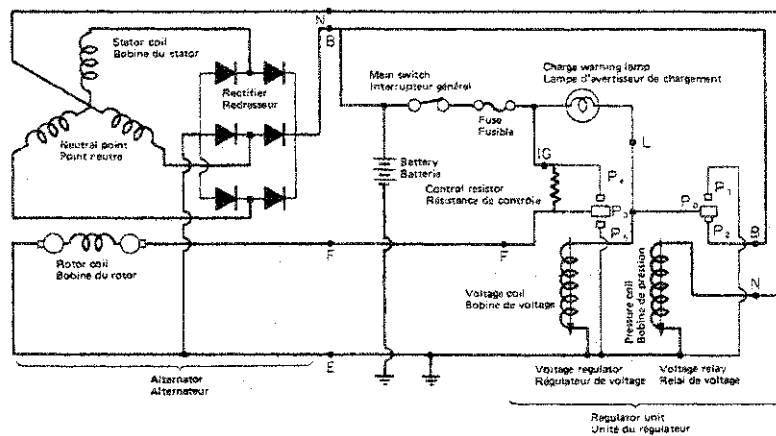 N
B
Stator coil
Bobine du stator
Rectifier
Redresseur
Neutral point
Point neutre
Main switch
Interrupteur général
Fuse
Fusible
Charge warning lamp
Lampe d'avertisseur de chargement
L
IG
Battery
Batterie
Control resistor
Résistance de contrôle
P4
P3
P5
P1
P0
P2
B
N
Rotor coil
Bobine du rotor
F
F
Voltage coil
Bobine de voltage
Pressure coil
Bobine de pression
E
Alternator
Alternateur
Voltage regulator
Régulateur de voltage
Voltage relay
Relai de voltage
Regulator unit
Unité du régulateur